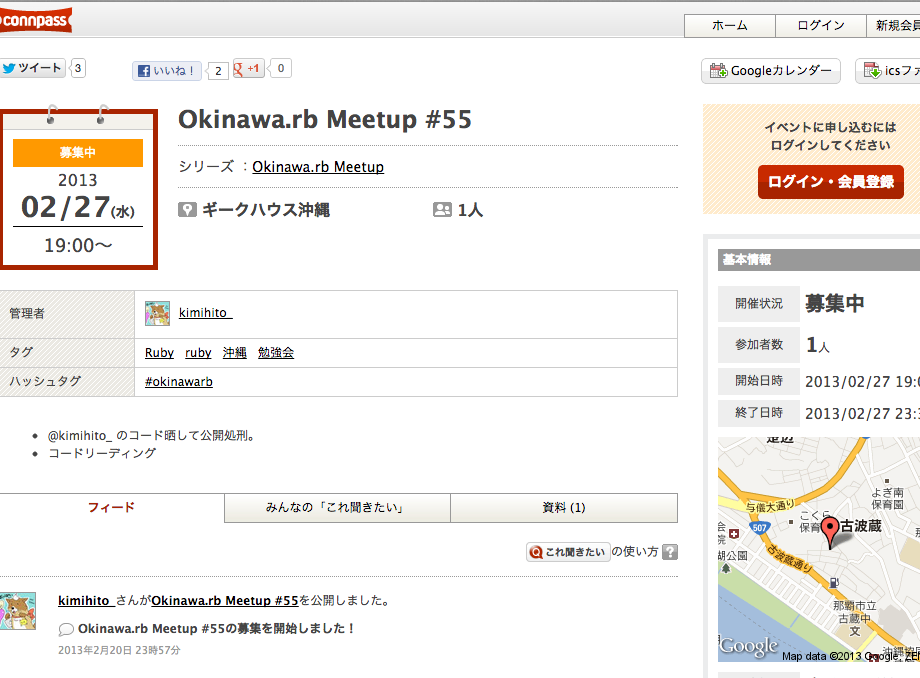 connpass
ホーム
ログイン
新規会員
ツイート 3
いいね！ 2
+1 0
Googleカレンダー
icsファ
募集中
2013
02/27(水)
19:00〜
Okinawa.rb Meetup #55
シリーズ ：Okinawa.rb Meetup
ギークハウス沖縄
1人
イベントに申し込むには
ログインしてください
ログイン・会員登録
管理者
kimihito_
タグ
Ruby ruby 沖縄 勉強会
ハッシュタグ
#okinawarb
@kimihito_ のコード晒して公開処刑。
コードリーディング
フィード
みんなの「これ聞きたい」
資料 (1)
これ聞きたい の使い方 ?
kimihito_さんがOkinawa.rb Meetup #55を公開しました。
Okinawa.rb Meetup #55の募集を開始しました！
2013年2月20日 23時57分
基本情報
開催状況
募集中
参加者数
1人
開始日時
2013/02/27 19:0
終了日時
2013/02/27 23:
よぎ南
保育園
与儀大通り
507
こくら
保育
古波蔵
湖公園
古波蔵通り
那覇市立
古蔵中
文
Google
Map data ©2013 Google, ZE